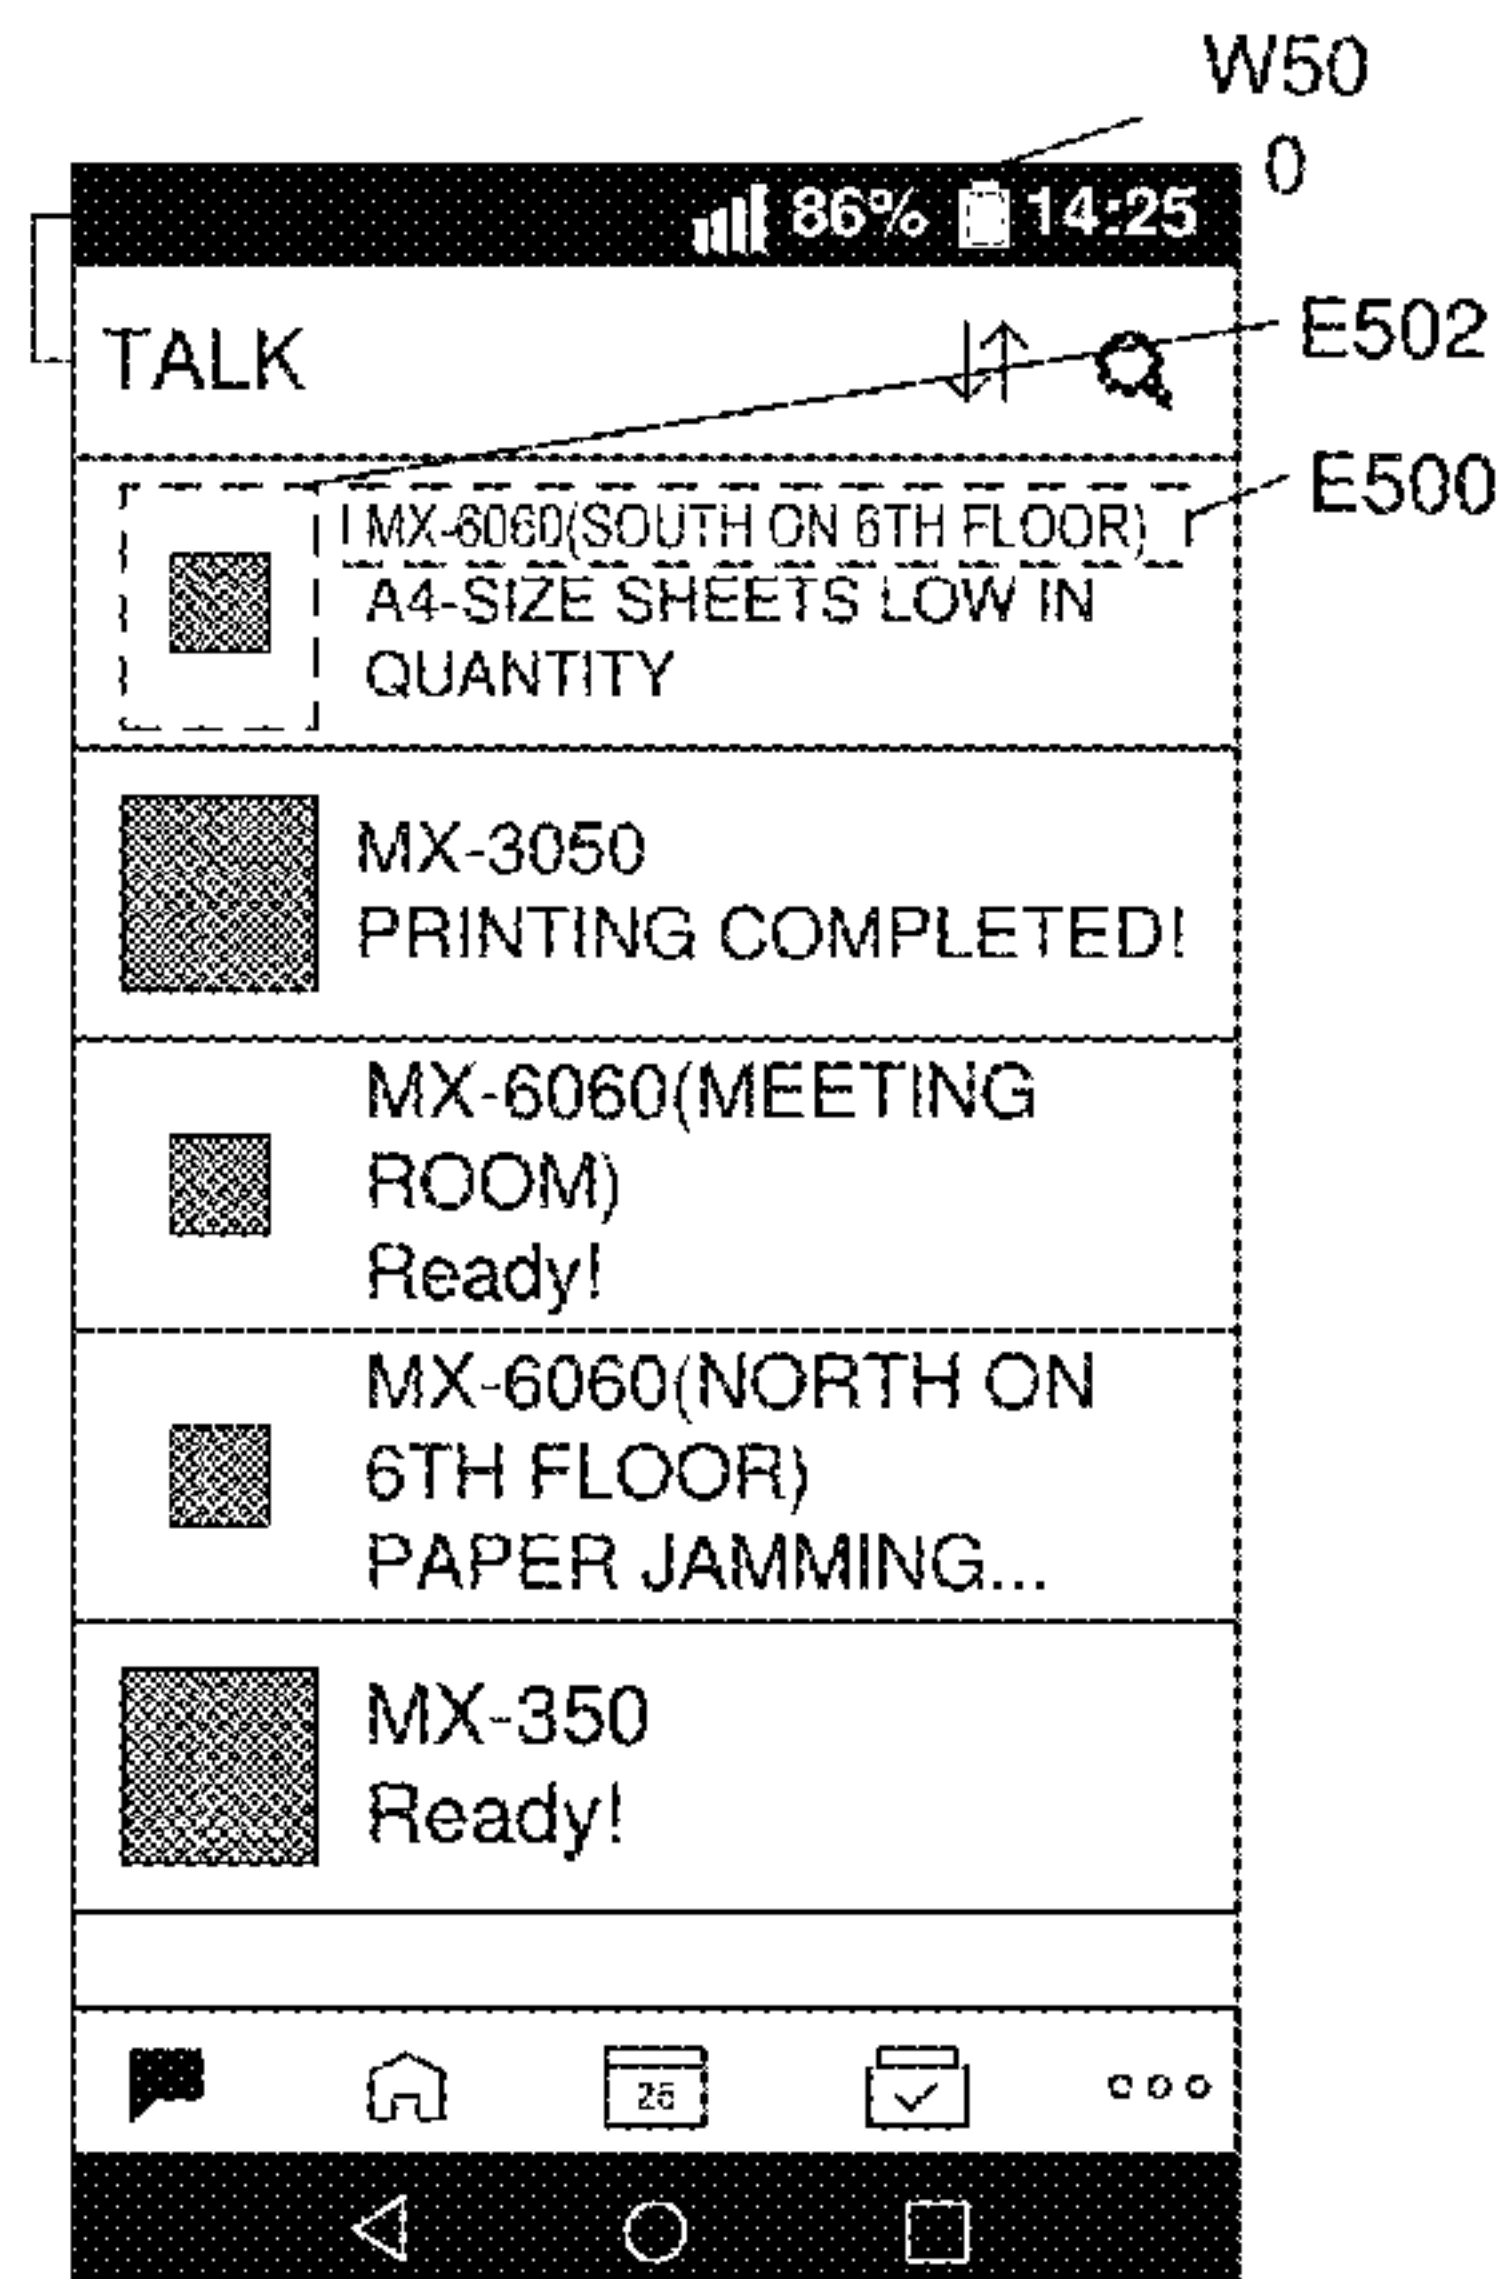 W50
0
86% 14:25
TALK
E502
E500
MX-6060(SOUTH ON 6TH FLOOR)
A4-SIZE SHEETS LOW IN
QUANTITY
MX-3050
PRINTING COMPLETED!
MX-6060(MEETING
ROOM)
Ready!
MX-6060(NORTH ON
6TH FLOOR)
PAPER JAMMING...
MX-350
Ready!
26